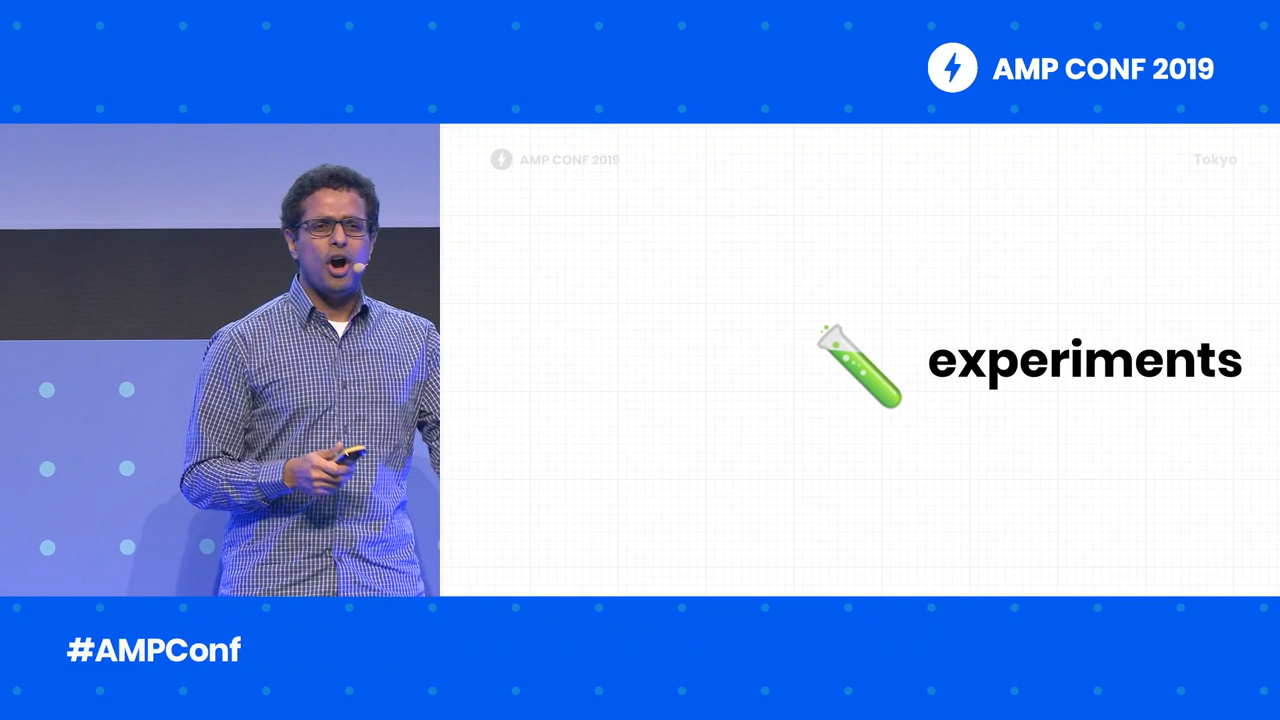 AMP CONF 2019
AMP CONF 2019
Tokyo
experiments
#AMPConf